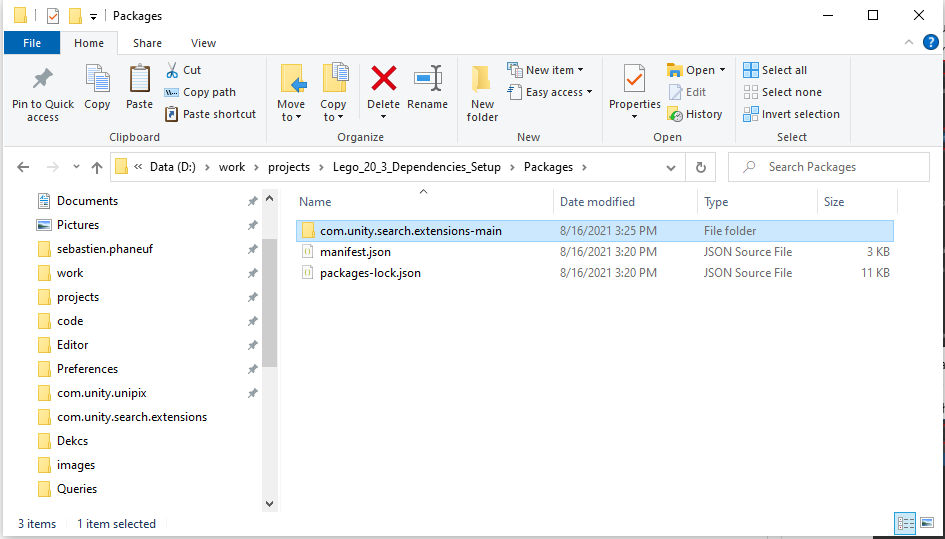 Packages
File Home Share View
Pin to Quick access
Copy
Paste
Cut
Copy path
Paste shortcut
Clipboard
Move to
Copy to
Delete
Rename
Organize
New folder
New item
Easy access
New
Properties
Open
Edit
History
Open
Select all
Select none
Invert selection
Select
« Data (D:) › work › projects › Lego_20_3_Dependencies_Setup › Packages ›
Search Packages
Documents
Pictures
sebastien.phaneuf
work
projects
code
Editor
Preferences
com.unity.unipix
com.unity.search.extensions
Dekcs
images
Queries
Name Date modified Type Size
com.unity.search.extensions-main 8/16/2021 3:25 PM File folder
manifest.json 8/16/2021 3:20 PM JSON Source File 3 KB
packages-lock.json 8/16/2021 3:20 PM JSON Source File 11 KB
3 items 1 item selected